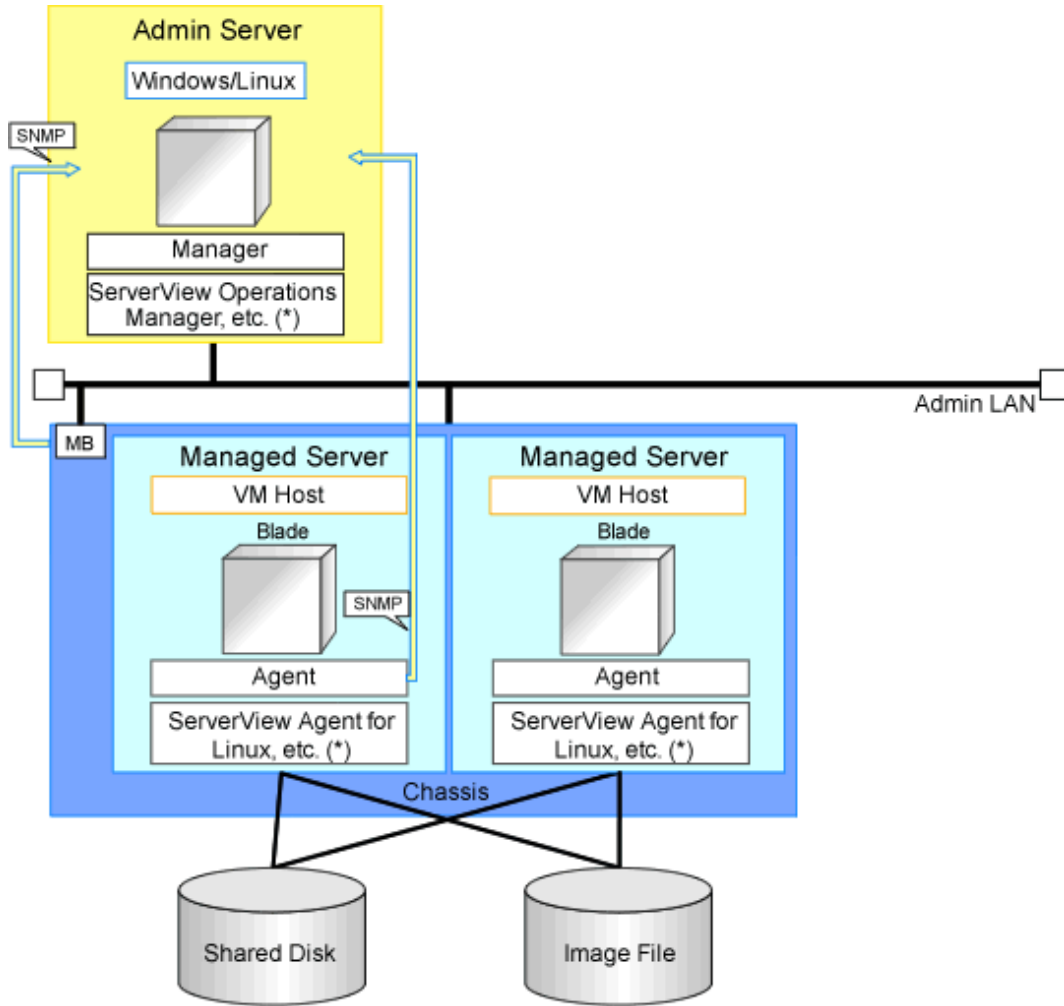 Admin Server
Windows/Linux
SNMP
Manager
ServerView Operations
Manager, etc. (*)
Admin LAN
MB
Managed Server
VM Host
Blade
SNMP
Agent
ServerView Agent for
Linux, etc. (*)
Managed Server
VM Host
Blade
Agent
ServerView Agent for
Linux, etc. (*)
Chassis
Shared Disk
Image File